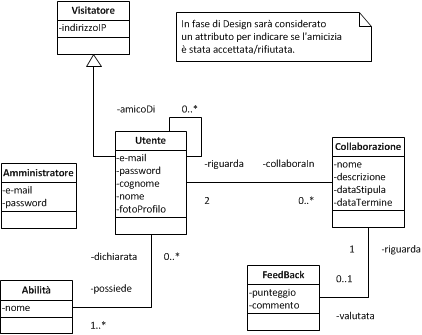 Visitatore
-indirizzoIP
In fase di Design sarà considerato
un attributo per indicare se l'amicizia
è stata accettata/rifiutata.
-amicoDi
0..*
Utente
-e-mail
-password
-cognome
-nome
-fotoProfilo
-riguarda
-collaboraIn
2
0..*
Collaborazione
-nome
-descrizione
-dataStipula
-dataTermine
Amministratore
-e-mail
-password
-dichiarata
0..*
1
-riguarda
Abilità
-nome
-possiede
1..*
FeedBack
-punteggio
-commento
0..1
-valutata